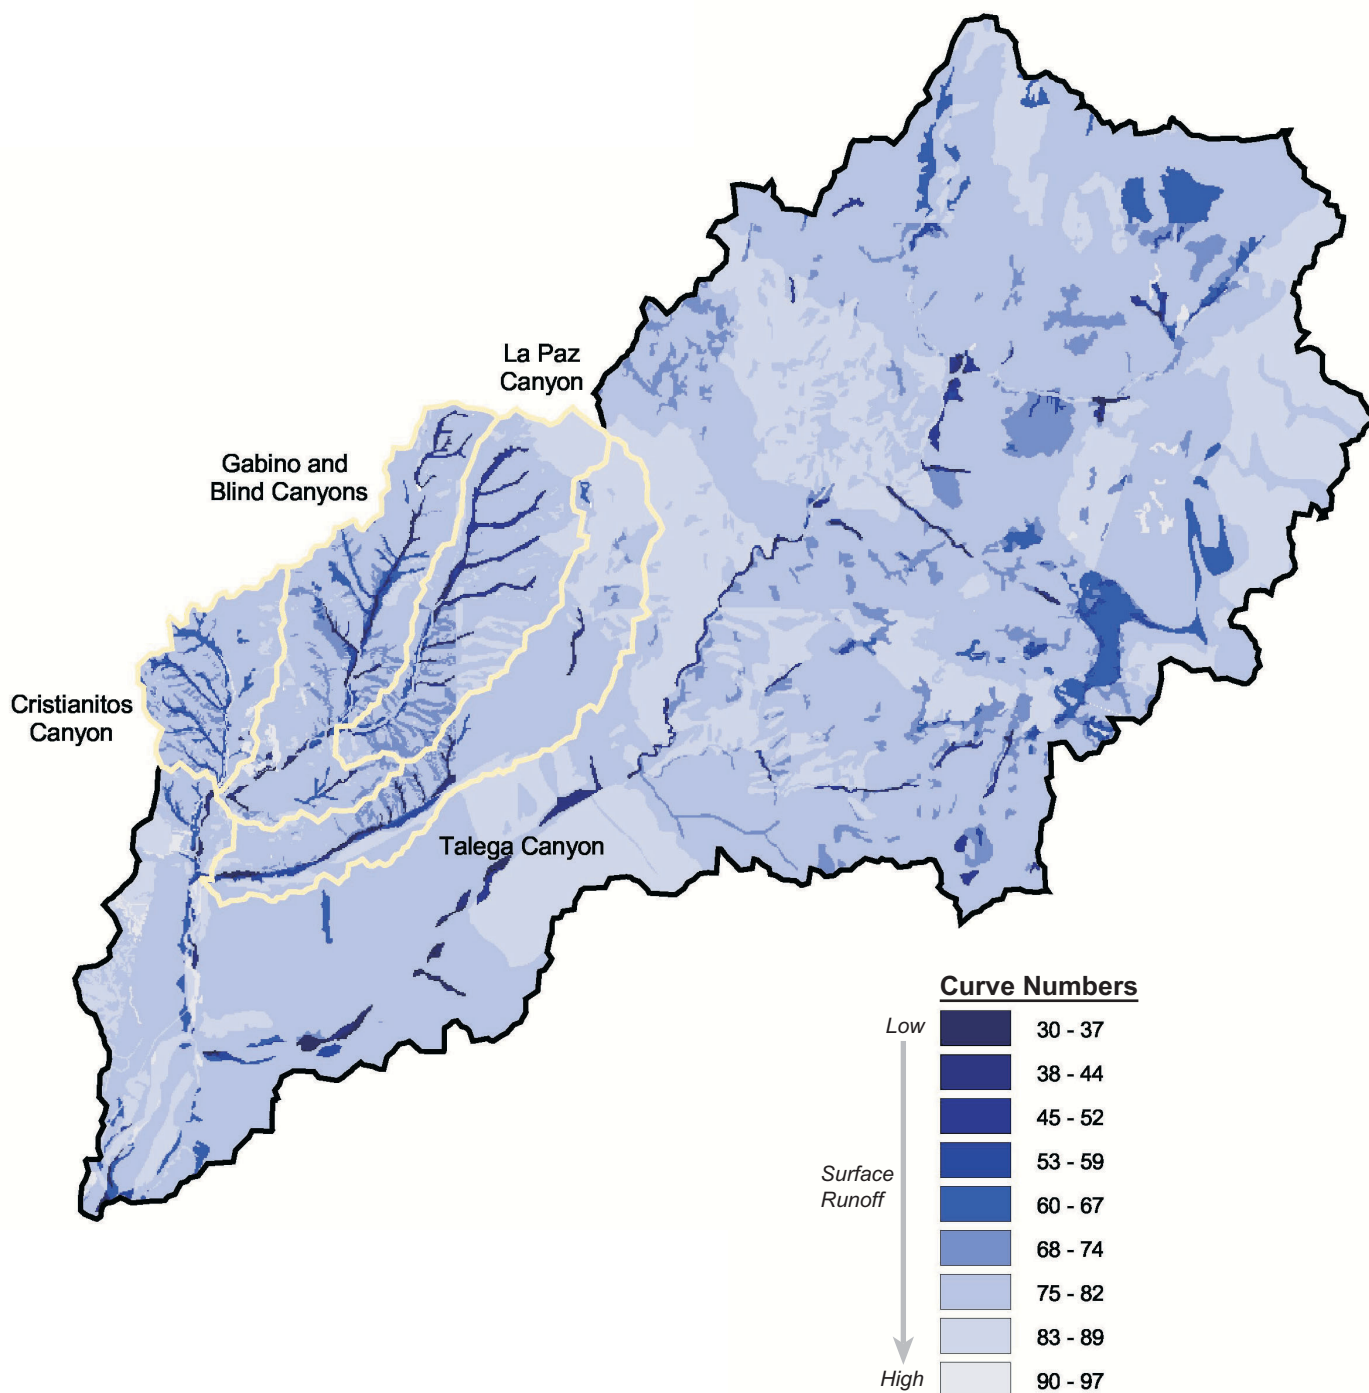 La Paz
Canyon
Gabino and
Blind Canyons
Cristianitos
Canyon
Talega Canyon
Curve Numbers
Low
30 - 37
38 - 44
45 - 52
53 - 59
Surface
Runoff
60 - 67
68 - 74
75 - 82
83 - 89
High
90 - 97